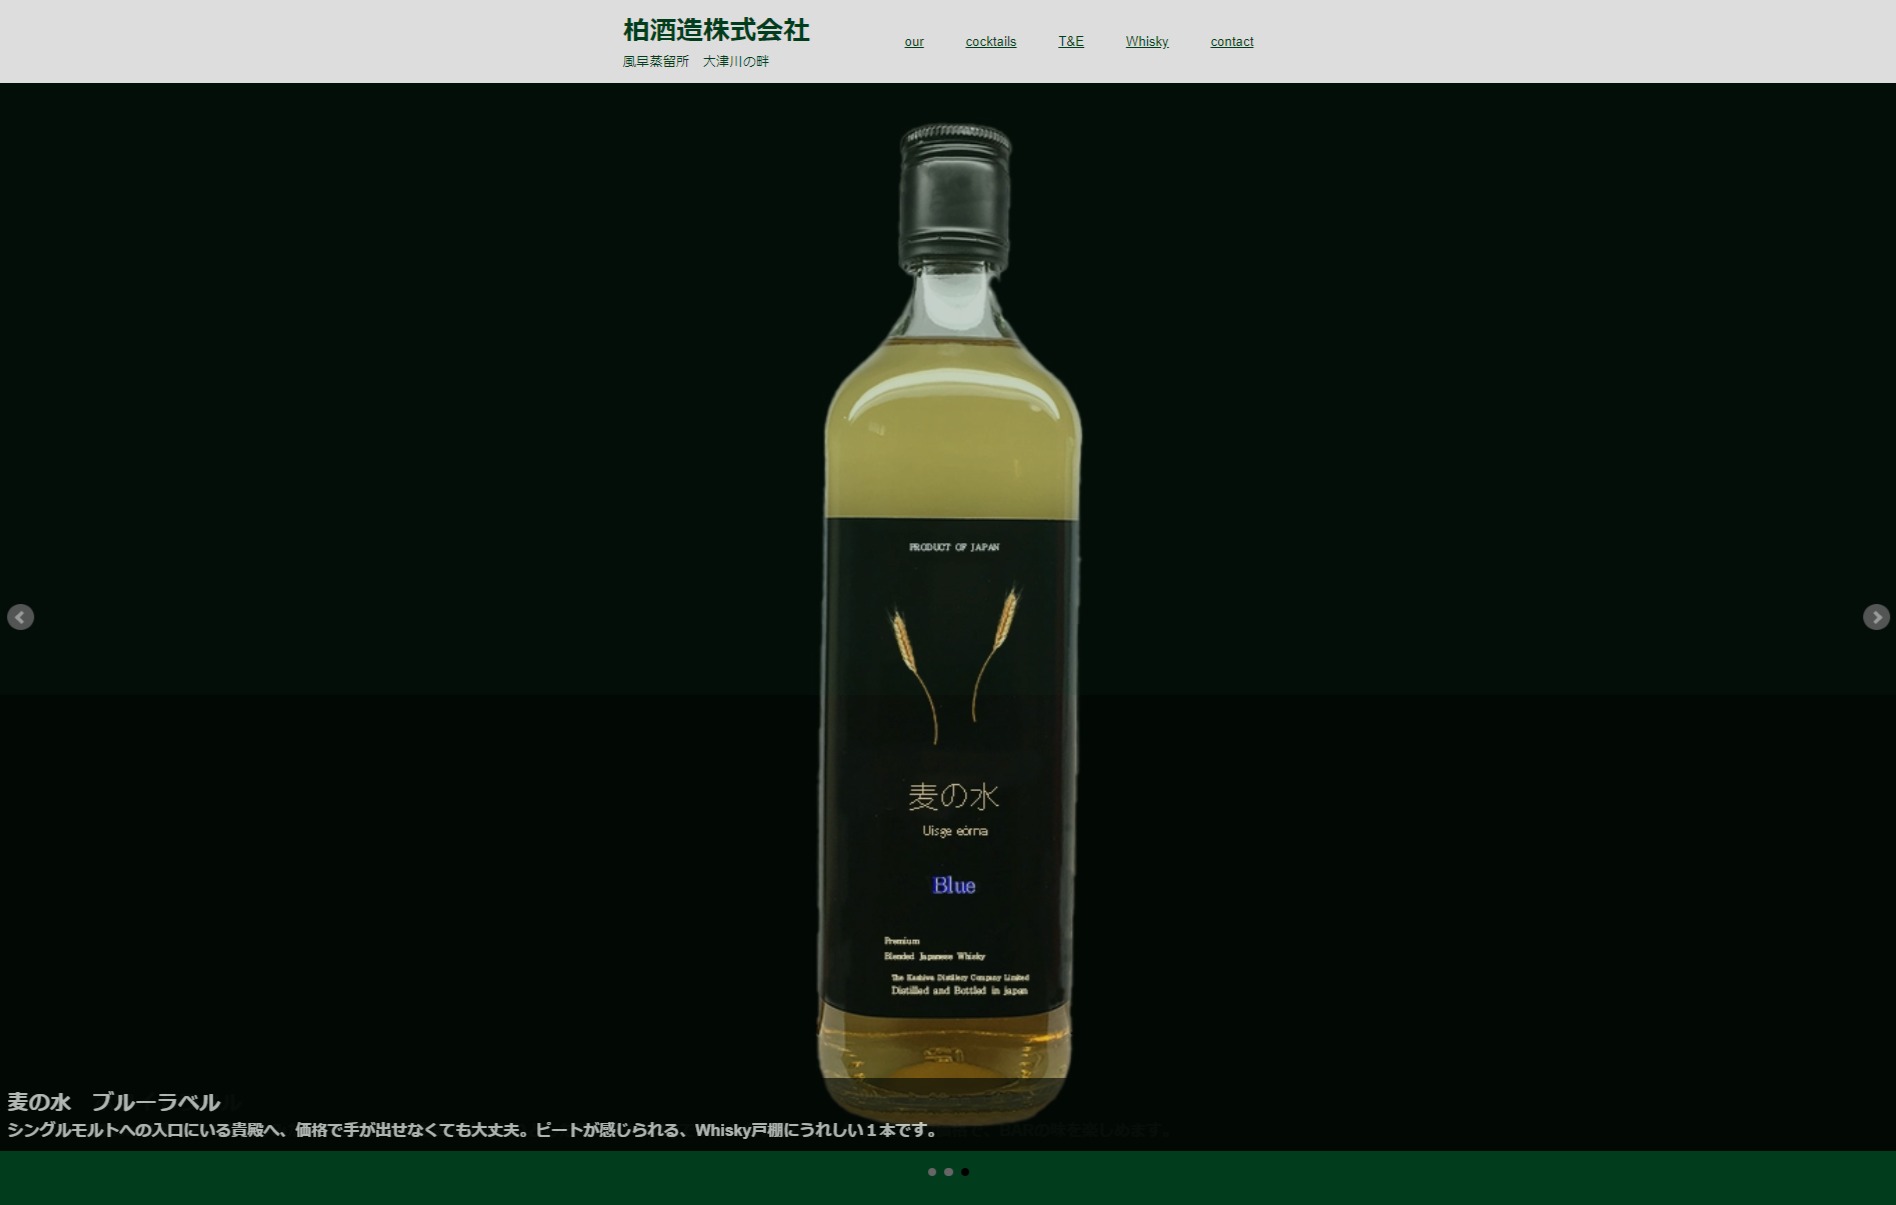 柏酒造株式会社
風早蒸留所　大津川の畔
our cocktails T&E Whisky contact
PRODUCT OF JAPAN
麦の水
Uisge eòrna
Blue
Premium
Blended Japanese Whisky
The Kashiwa Distillery Company Limited
Distilled and Bottled in japan
麦の水　ブルーラベル
シングルモルトへの入口にいる貴殿へ、価格で手が出せなくても大丈夫。ピートが感じられる、Whisky戸棚にうれしい１本です。